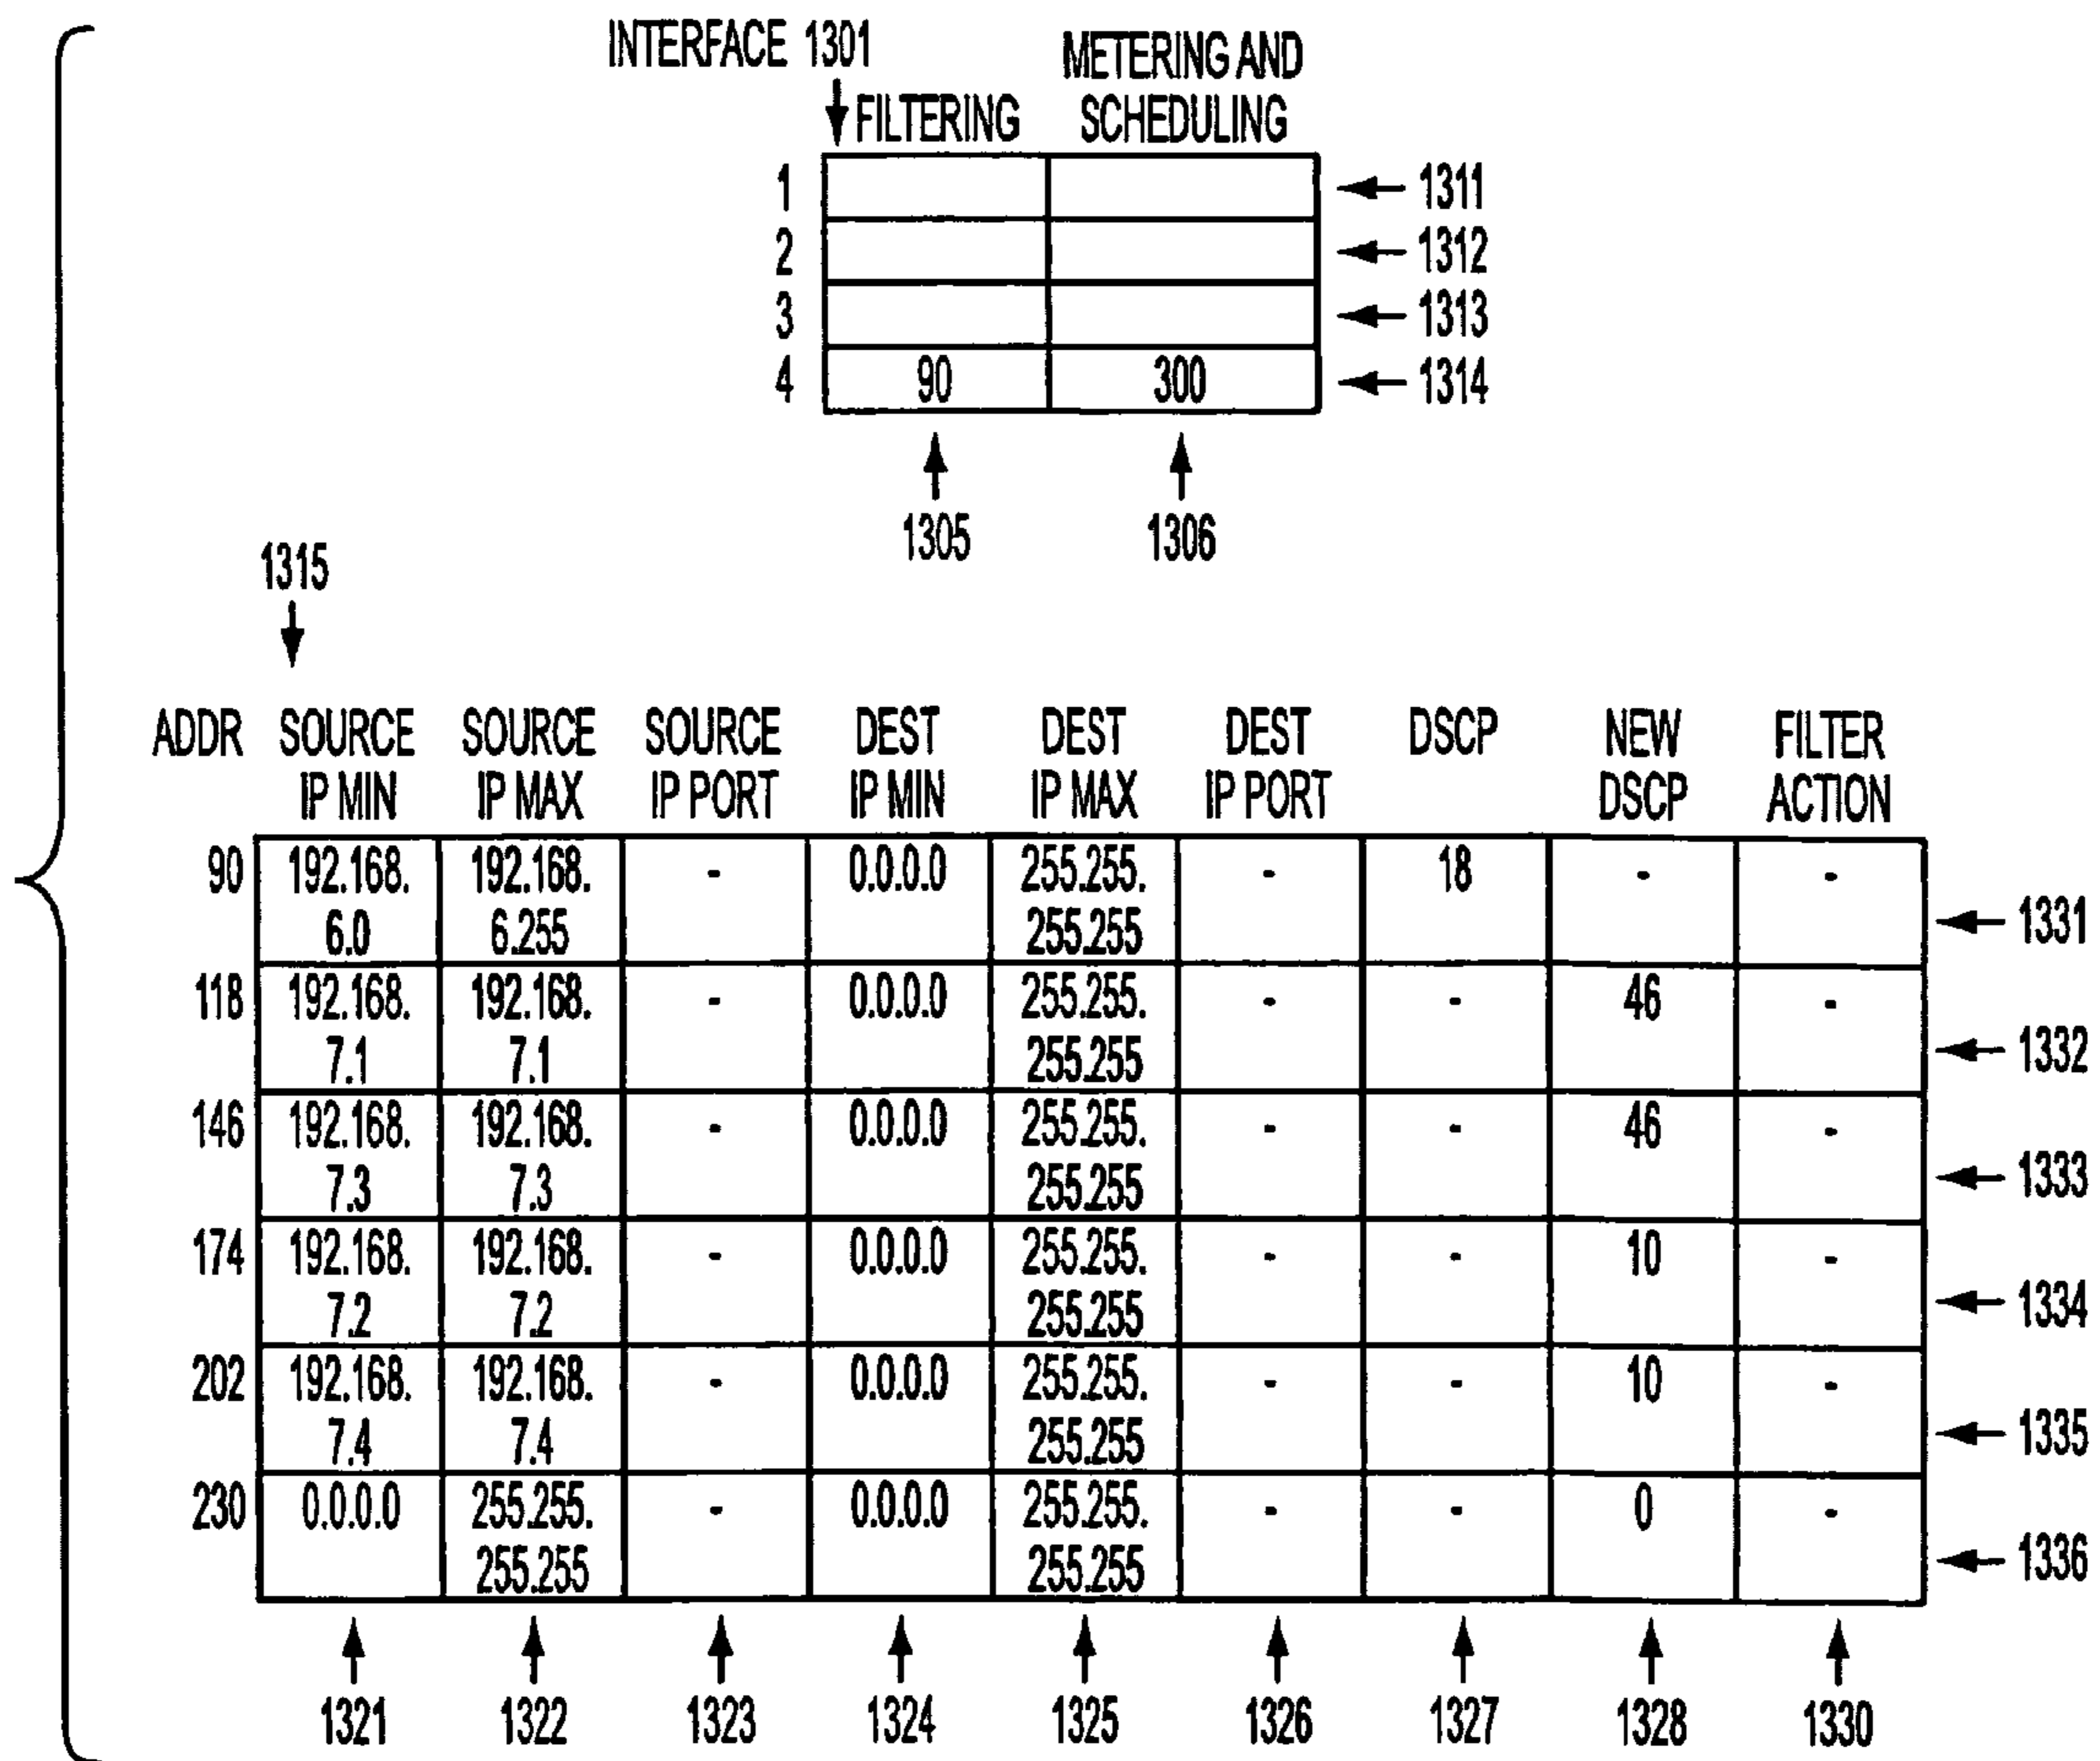 INTERFACE 1301
METERING AND
FILTERING SCHEDULING
1 1311
2 1312
3 1313
4 90 300 1314
1305 1306
1315
ADDR SOURCE SOURCE SOURCE DEST DEST DEST DSCP NEW FILTER
IP MIN IP MAX IP PORT IP MIN IP MAX IP PORT DSCP ACTION
90 192.168. 192.168. - 0.0.0.0 255.255. - 18 - -
6.0 6.255 255.255 1331
118 192.168. 192.168. - 0.0.0.0 255.255. - - 46 -
7.1 7.1 255.255 1332
146 192.168. 192.168. - 0.0.0.0 255.255. - - 46 -
7.3 7.3 255.255 1333
174 192.168. 192.168. - 0.0.0.0 255.255. - - 10 -
7.2 7.2 255.255 1334
202 192.168. 192.168. - 0.0.0.0 255.255. - - 10 -
7.4 7.4 255.255 1335
230 0.0.0.0 255.255. - 0.0.0.0 255.255. - - 0 -
255.255 255.255 1336
1321 1322 1323 1324 1325 1326 1327 1328 1330